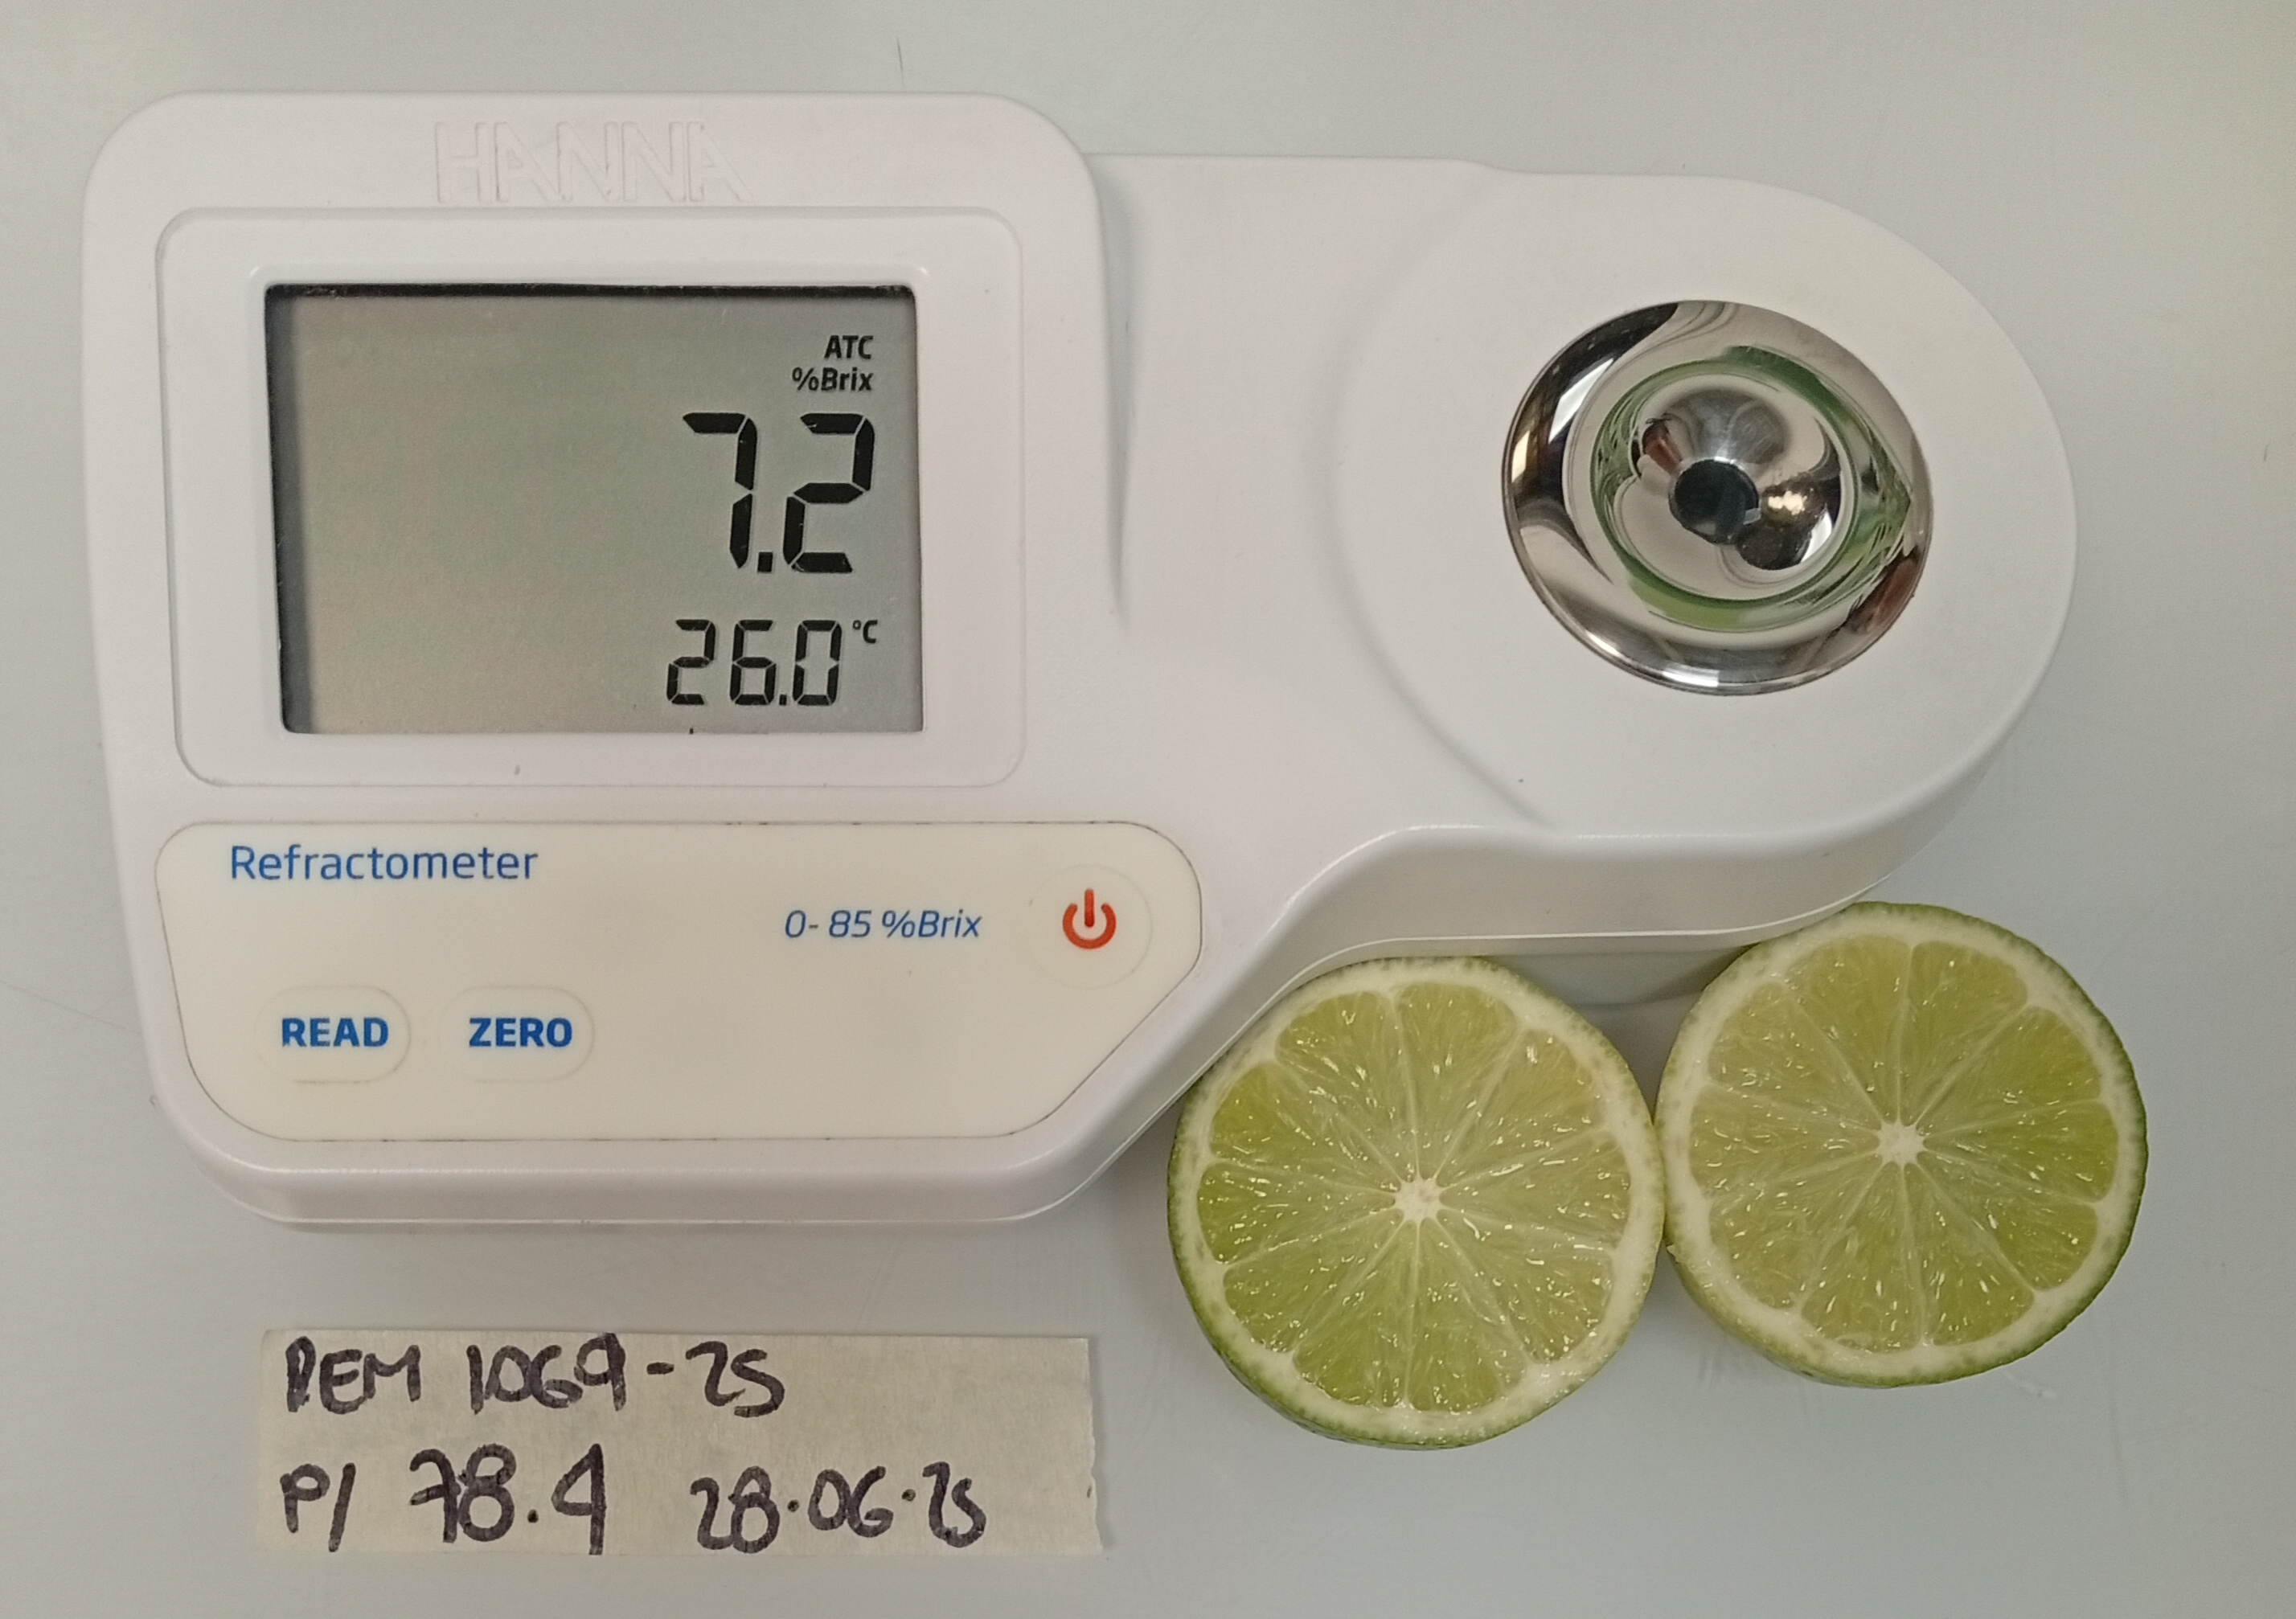 HANNA
ATC
%Brix
7.2
26.0 °C
Refractometer
0-85 %Brix
READ ZERO
REM 1069-25
P/ 78.4 28.06.25